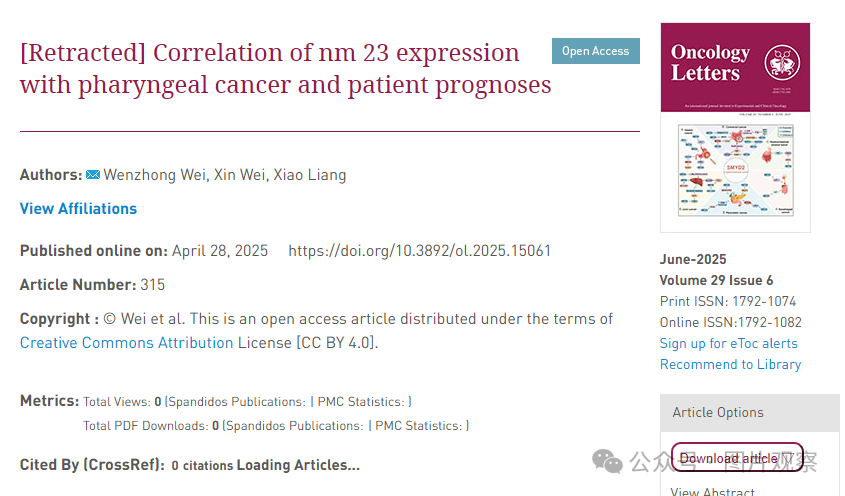 [Retracted] Correlation of nm 23 expression
with pharyngeal cancer and patient prognoses
Open Access
Authors: Wenzhong Wei, Xin Wei, Xiao Liang
View Affiliations
Published online on: April 28, 2025 https://doi.org/10.3892/ol.2025.15061
Article Number: 315
Copyright : © Wei et al. This is an open access article distributed under the terms of
Creative Commons Attribution License [CC BY 4.0].
Metrics: Total Views: 0 (Spandidos Publications: | PMC Statistics: )
Total PDF Downloads: 0 (Spandidos Publications: | PMC Statistics: )
Cited By (CrossRef): 0 citations Loading Articles...
Oncology
Letters
SMYD2
June-2025
Volume 29 Issue 6
Print ISSN: 1792-1074
Online ISSN:1792-1082
Sign up for eToc alerts
Recommend to Library
Article Options
Download article
公众号 · 图片观察
View Abstract